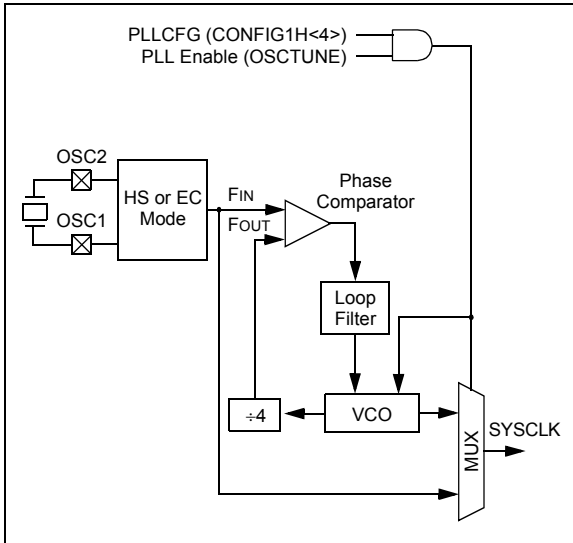 PLLCFG (CONFIG1H<4>)
PLL Enable (OSCTUNE)
OSC2
OSC1
HS or EC
Mode
FIN
FOUT
Phase
Comparator
Loop
Filter
÷4
VCO
MUX
SYSCLK